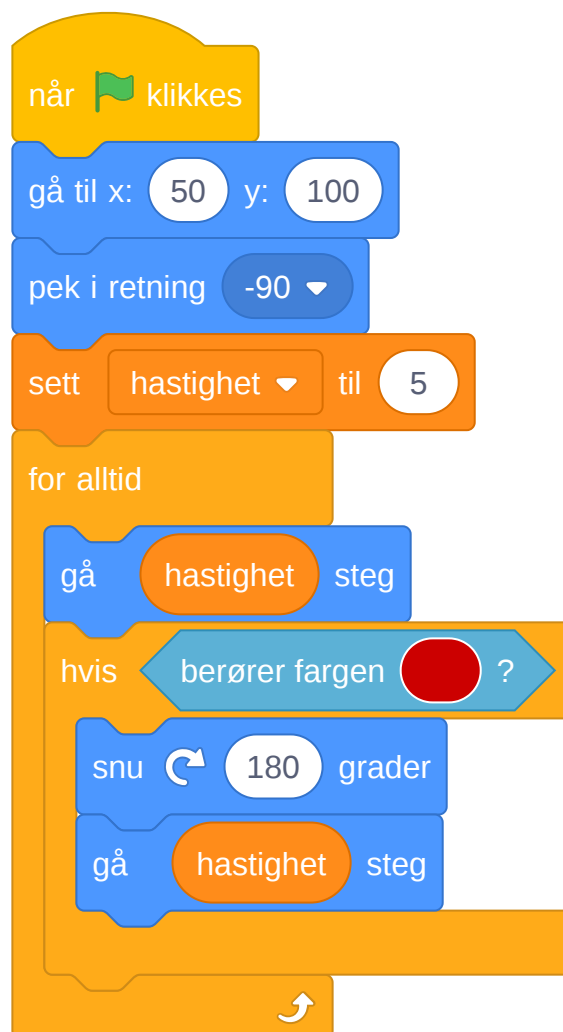 når klikkes
gå til x: 50 y: 100
pek i retning -90
sett hastighet til 5
for alltid
gå hastighet steg
hvis berører fargen ?
snu 180 grader
gå hastighet steg